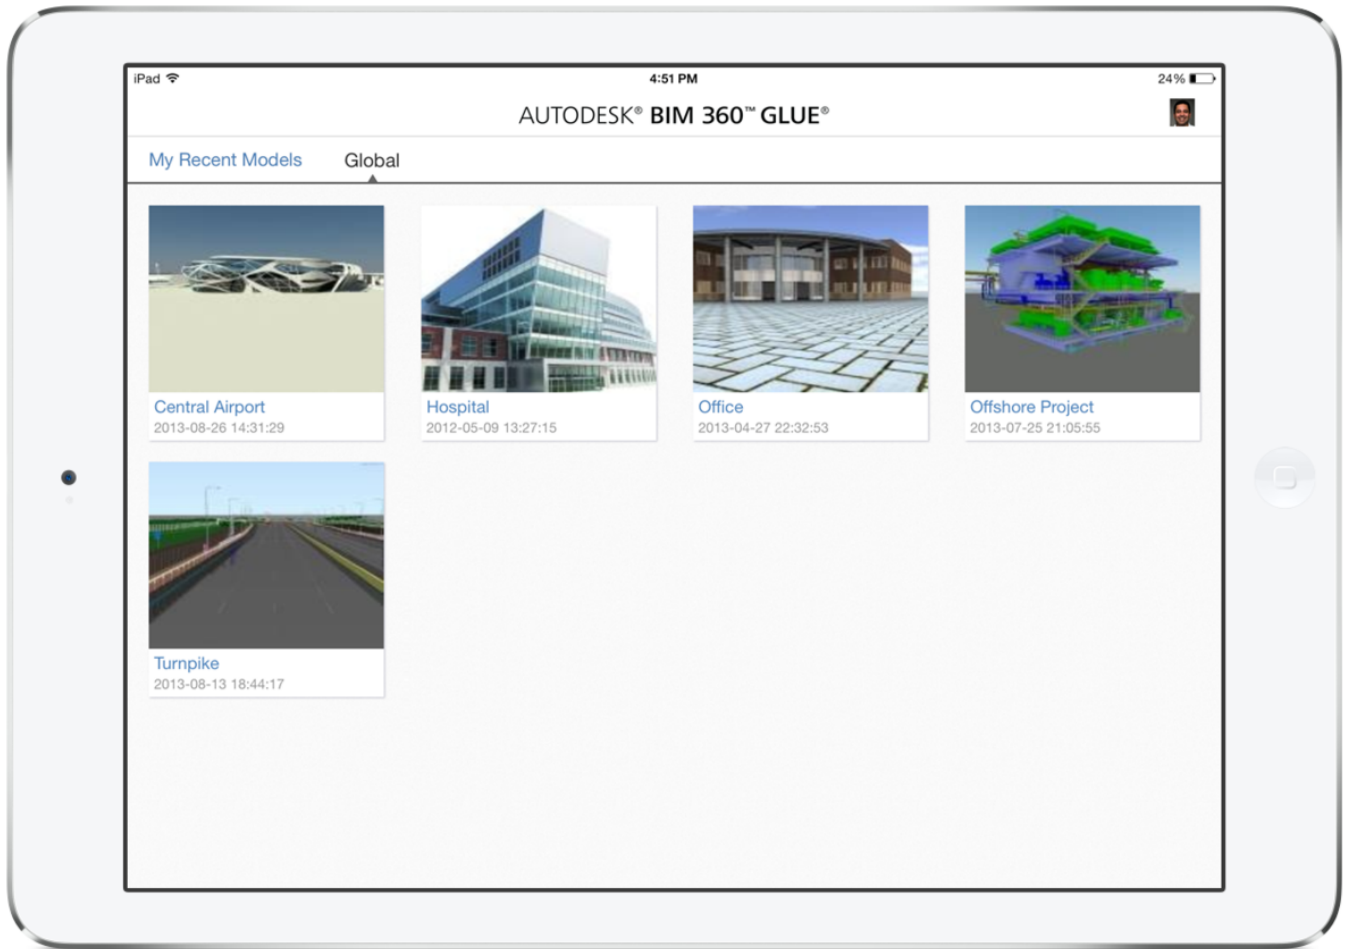 iPad
4:51 PM
24%
AUTODESK® BIM 360™ GLUE®
My Recent Models
Global
Central Airport
2013-08-26 14:31:29
Hospital
2012-05-09 13:27:15
Office
2013-04-27 22:32:53
Offshore Project
2013-07-25 21:05:55
Turnpike
2013-08-13 18:44:17